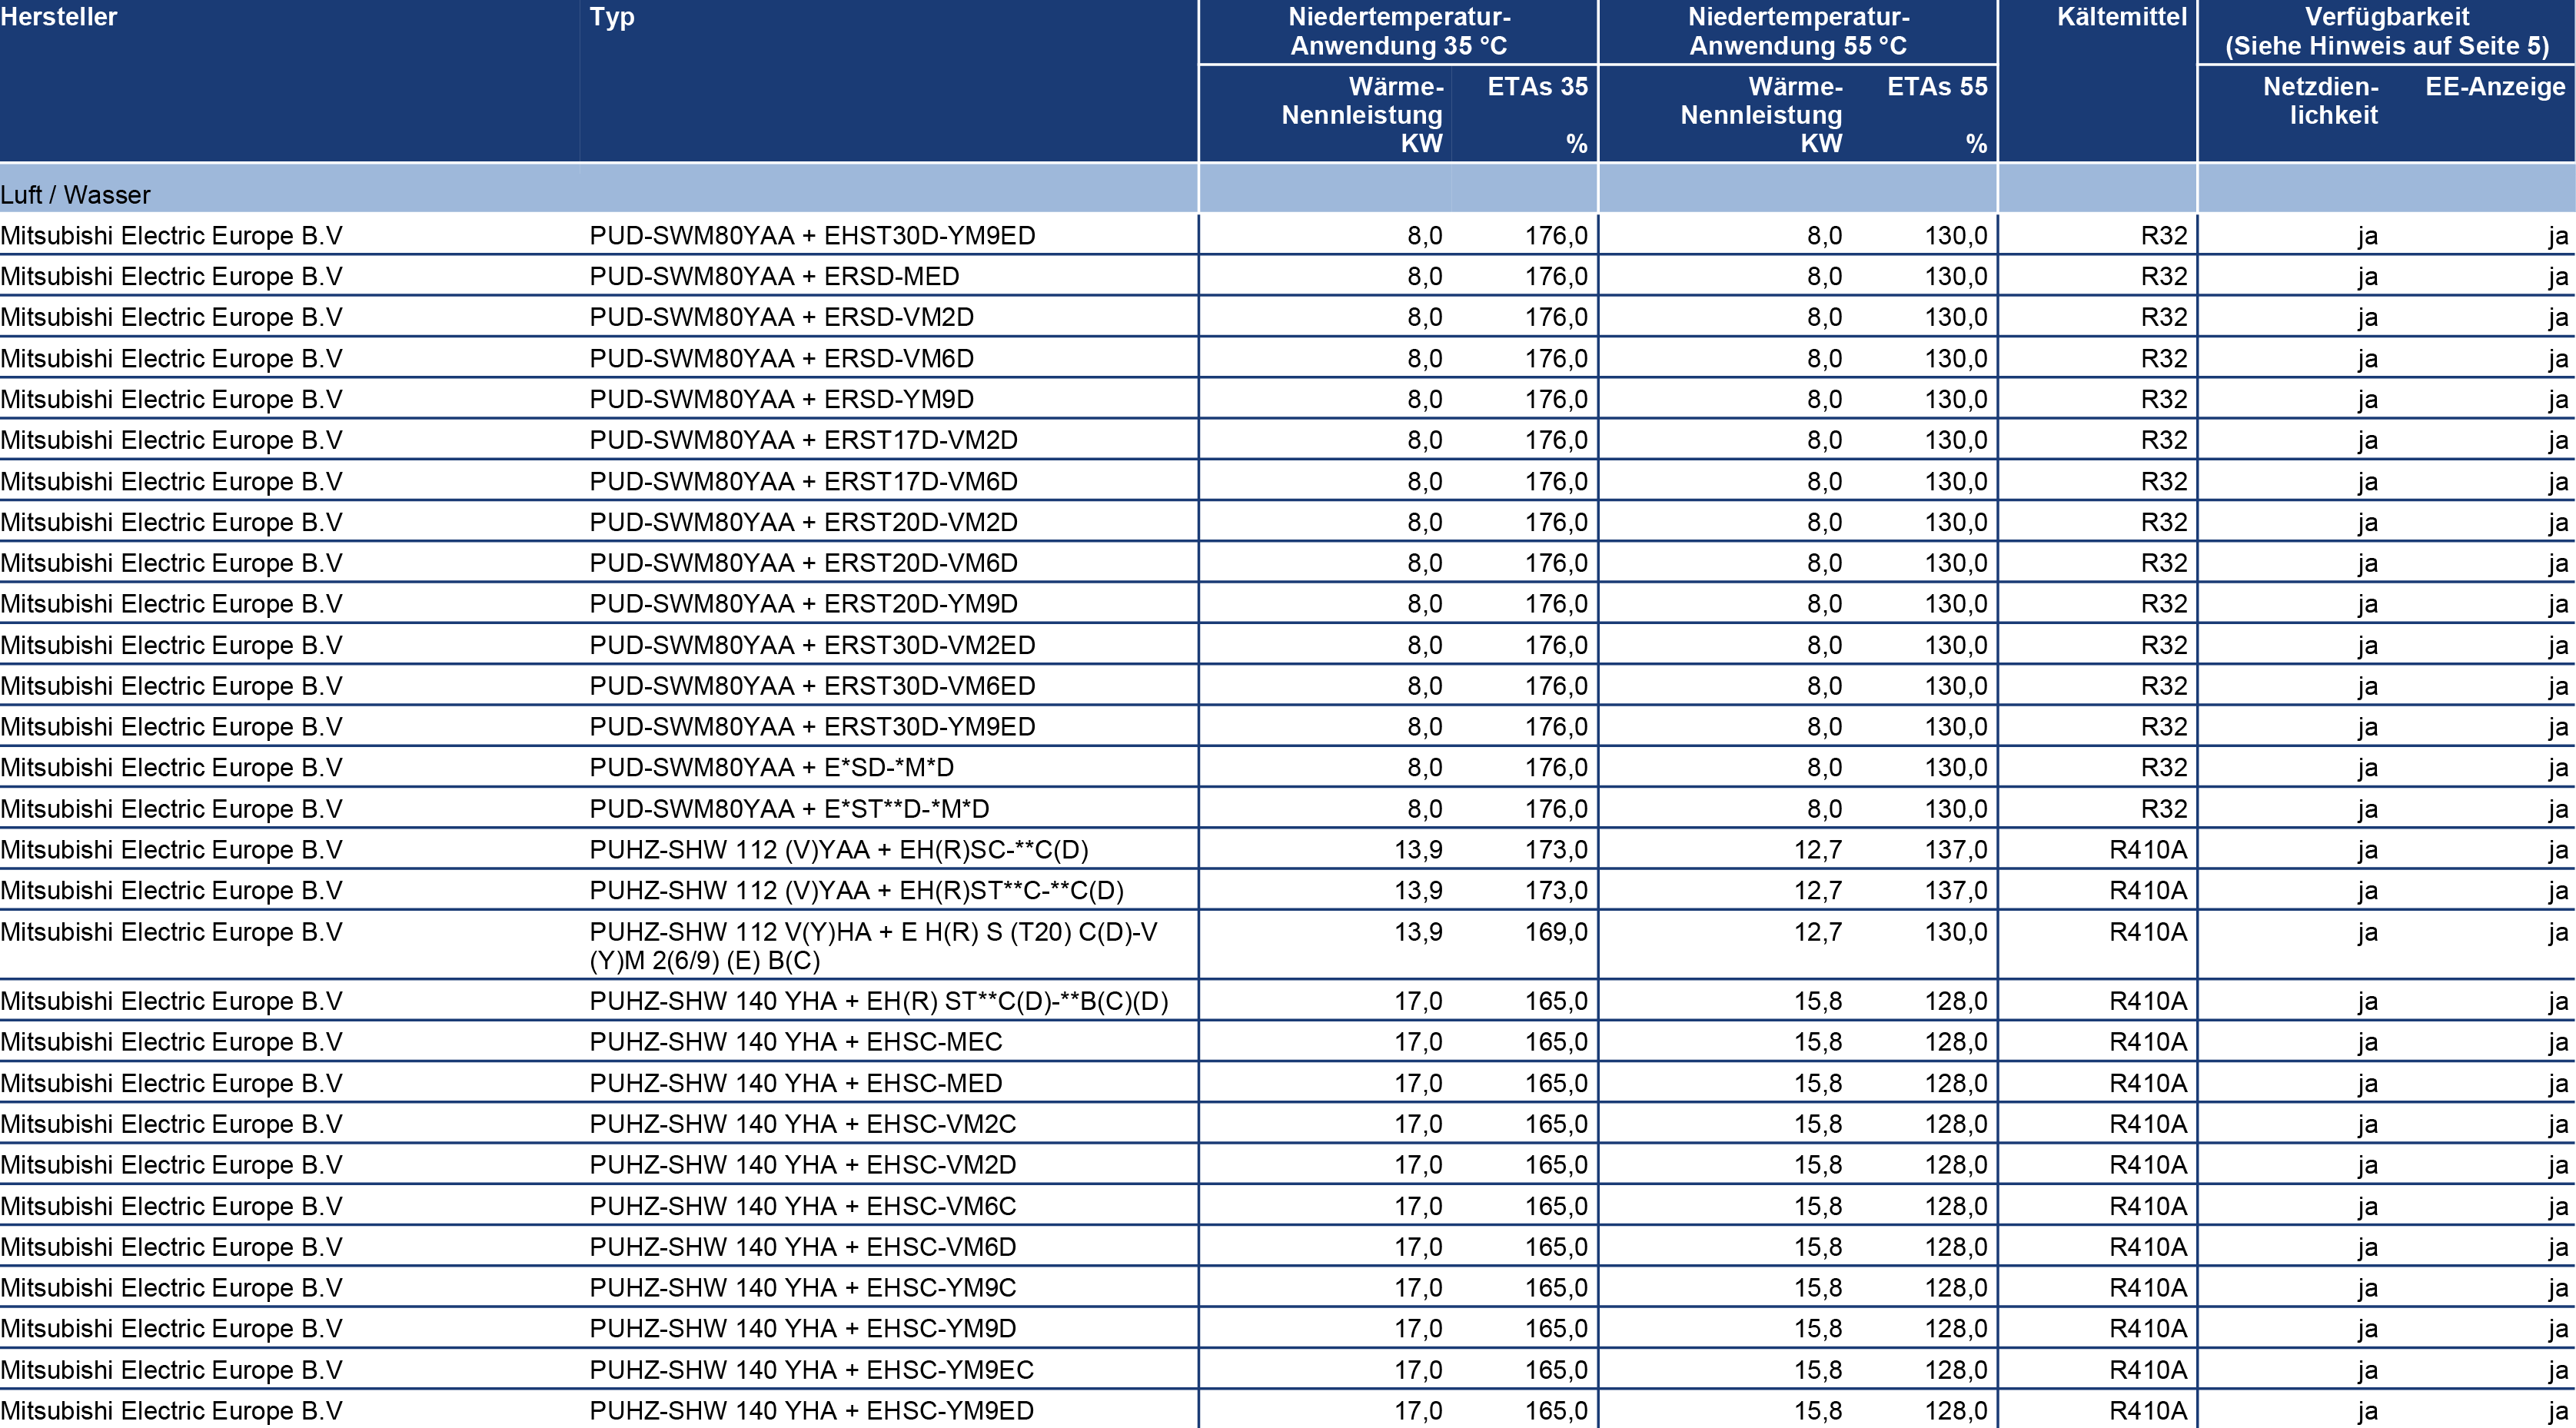 Hersteller Typ Niedertemperatur- Niedertemperatur- Kältemittel Verfügbarkeit
Anwendung 35 °C Anwendung 55 °C (Siehe Hinweis auf Seite 5)
Wärme- ETAs 35 Wärme- ETAs 55 Netzdien- EE-Anzeige
Nennleistung Nennleistung lichkeit
KW % KW %
Luft / Wasser
Mitsubishi Electric Europe B.V PUD-SWM80YAA + EHST30D-YM9ED 8,0 176,0 8,0 130,0 R32 ja ja
Mitsubishi Electric Europe B.V PUD-SWM80YAA + ERSD-MED 8,0 176,0 8,0 130,0 R32 ja ja
Mitsubishi Electric Europe B.V PUD-SWM80YAA + ERSD-VM2D 8,0 176,0 8,0 130,0 R32 ja ja
Mitsubishi Electric Europe B.V PUD-SWM80YAA + ERSD-VM6D 8,0 176,0 8,0 130,0 R32 ja ja
Mitsubishi Electric Europe B.V PUD-SWM80YAA + ERSD-YM9D 8,0 176,0 8,0 130,0 R32 ja ja
Mitsubishi Electric Europe B.V PUD-SWM80YAA + ERST17D-VM2D 8,0 176,0 8,0 130,0 R32 ja ja
Mitsubishi Electric Europe B.V PUD-SWM80YAA + ERST17D-VM6D 8,0 176,0 8,0 130,0 R32 ja ja
Mitsubishi Electric Europe B.V PUD-SWM80YAA + ERST20D-VM2D 8,0 176,0 8,0 130,0 R32 ja ja
Mitsubishi Electric Europe B.V PUD-SWM80YAA + ERST20D-VM6D 8,0 176,0 8,0 130,0 R32 ja ja
Mitsubishi Electric Europe B.V PUD-SWM80YAA + ERST20D-YM9D 8,0 176,0 8,0 130,0 R32 ja ja
Mitsubishi Electric Europe B.V PUD-SWM80YAA + ERST30D-VM2ED 8,0 176,0 8,0 130,0 R32 ja ja
Mitsubishi Electric Europe B.V PUD-SWM80YAA + ERST30D-VM6ED 8,0 176,0 8,0 130,0 R32 ja ja
Mitsubishi Electric Europe B.V PUD-SWM80YAA + ERST30D-YM9ED 8,0 176,0 8,0 130,0 R32 ja ja
Mitsubishi Electric Europe B.V PUD-SWM80YAA + E*SD-*M*D 8,0 176,0 8,0 130,0 R32 ja ja
Mitsubishi Electric Europe B.V PUD-SWM80YAA + E*ST**D-*M*D 8,0 176,0 8,0 130,0 R32 ja ja
Mitsubishi Electric Europe B.V PUHZ-SHW 112 (V)YAA + EH(R)SC-**C(D) 13,9 173,0 12,7 137,0 R410A ja ja
Mitsubishi Electric Europe B.V PUHZ-SHW 112 (V)YAA + EH(R)ST**C-**C(D) 13,9 173,0 12,7 137,0 R410A ja ja
Mitsubishi Electric Europe B.V PUHZ-SHW 112 V(Y)HA + E H(R) S (T20) C(D)-V 13,9 169,0 12,7 130,0 R410A ja ja
(Y)M 2(6/9) (E) B(C)
Mitsubishi Electric Europe B.V PUHZ-SHW 140 YHA + EH(R) ST**C(D)-**B(C)(D) 17,0 165,0 15,8 128,0 R410A ja ja
Mitsubishi Electric Europe B.V PUHZ-SHW 140 YHA + EHSC-MEC 17,0 165,0 15,8 128,0 R410A ja ja
Mitsubishi Electric Europe B.V PUHZ-SHW 140 YHA + EHSC-MED 17,0 165,0 15,8 128,0 R410A ja ja
Mitsubishi Electric Europe B.V PUHZ-SHW 140 YHA + EHSC-VM2C 17,0 165,0 15,8 128,0 R410A ja ja
Mitsubishi Electric Europe B.V PUHZ-SHW 140 YHA + EHSC-VM2D 17,0 165,0 15,8 128,0 R410A ja ja
Mitsubishi Electric Europe B.V PUHZ-SHW 140 YHA + EHSC-VM6C 17,0 165,0 15,8 128,0 R410A ja ja
Mitsubishi Electric Europe B.V PUHZ-SHW 140 YHA + EHSC-VM6D 17,0 165,0 15,8 128,0 R410A ja ja
Mitsubishi Electric Europe B.V PUHZ-SHW 140 YHA + EHSC-YM9C 17,0 165,0 15,8 128,0 R410A ja ja
Mitsubishi Electric Europe B.V PUHZ-SHW 140 YHA + EHSC-YM9D 17,0 165,0 15,8 128,0 R410A ja ja
Mitsubishi Electric Europe B.V PUHZ-SHW 140 YHA + EHSC-YM9EC 17,0 165,0 15,8 128,0 R410A ja ja
Mitsubishi Electric Europe B.V PUHZ-SHW 140 YHA + EHSC-YM9ED 17,0 165,0 15,8 128,0 R410A ja ja